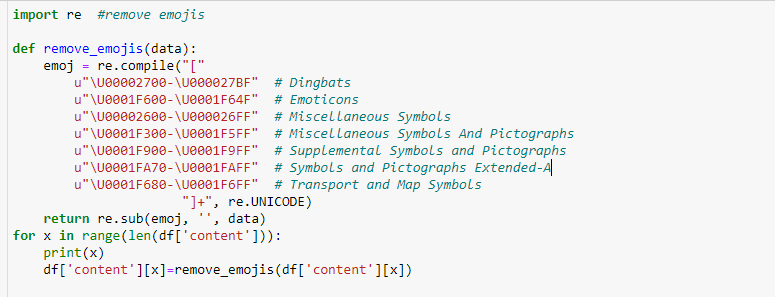 import re  #remove emojis

def remove_emojis(data):
    emoj = re.compile("["
        u"\U00002700-\U000027BF"  # Dingbats
        u"\U0001F600-\U0001F64F"  # Emoticons
        u"\U00002600-\U000026FF"  # Miscellaneous Symbols
        u"\U0001F300-\U0001F5FF"  # Miscellaneous Symbols And Pictographs
        u"\U0001F900-\U0001F9FF"  # Supplemental Symbols and Pictographs
        u"\U0001FA70-\U0001FAFF"  # Symbols and Pictographs Extended-A
        u"\U0001F680-\U0001F6FF"  # Transport and Map Symbols
                      "]+", re.UNICODE)
    return re.sub(emoj, '', data)
for x in range(len(df['content'])):
    print(x)
    df['content'][x]=remove_emojis(df['content'][x])